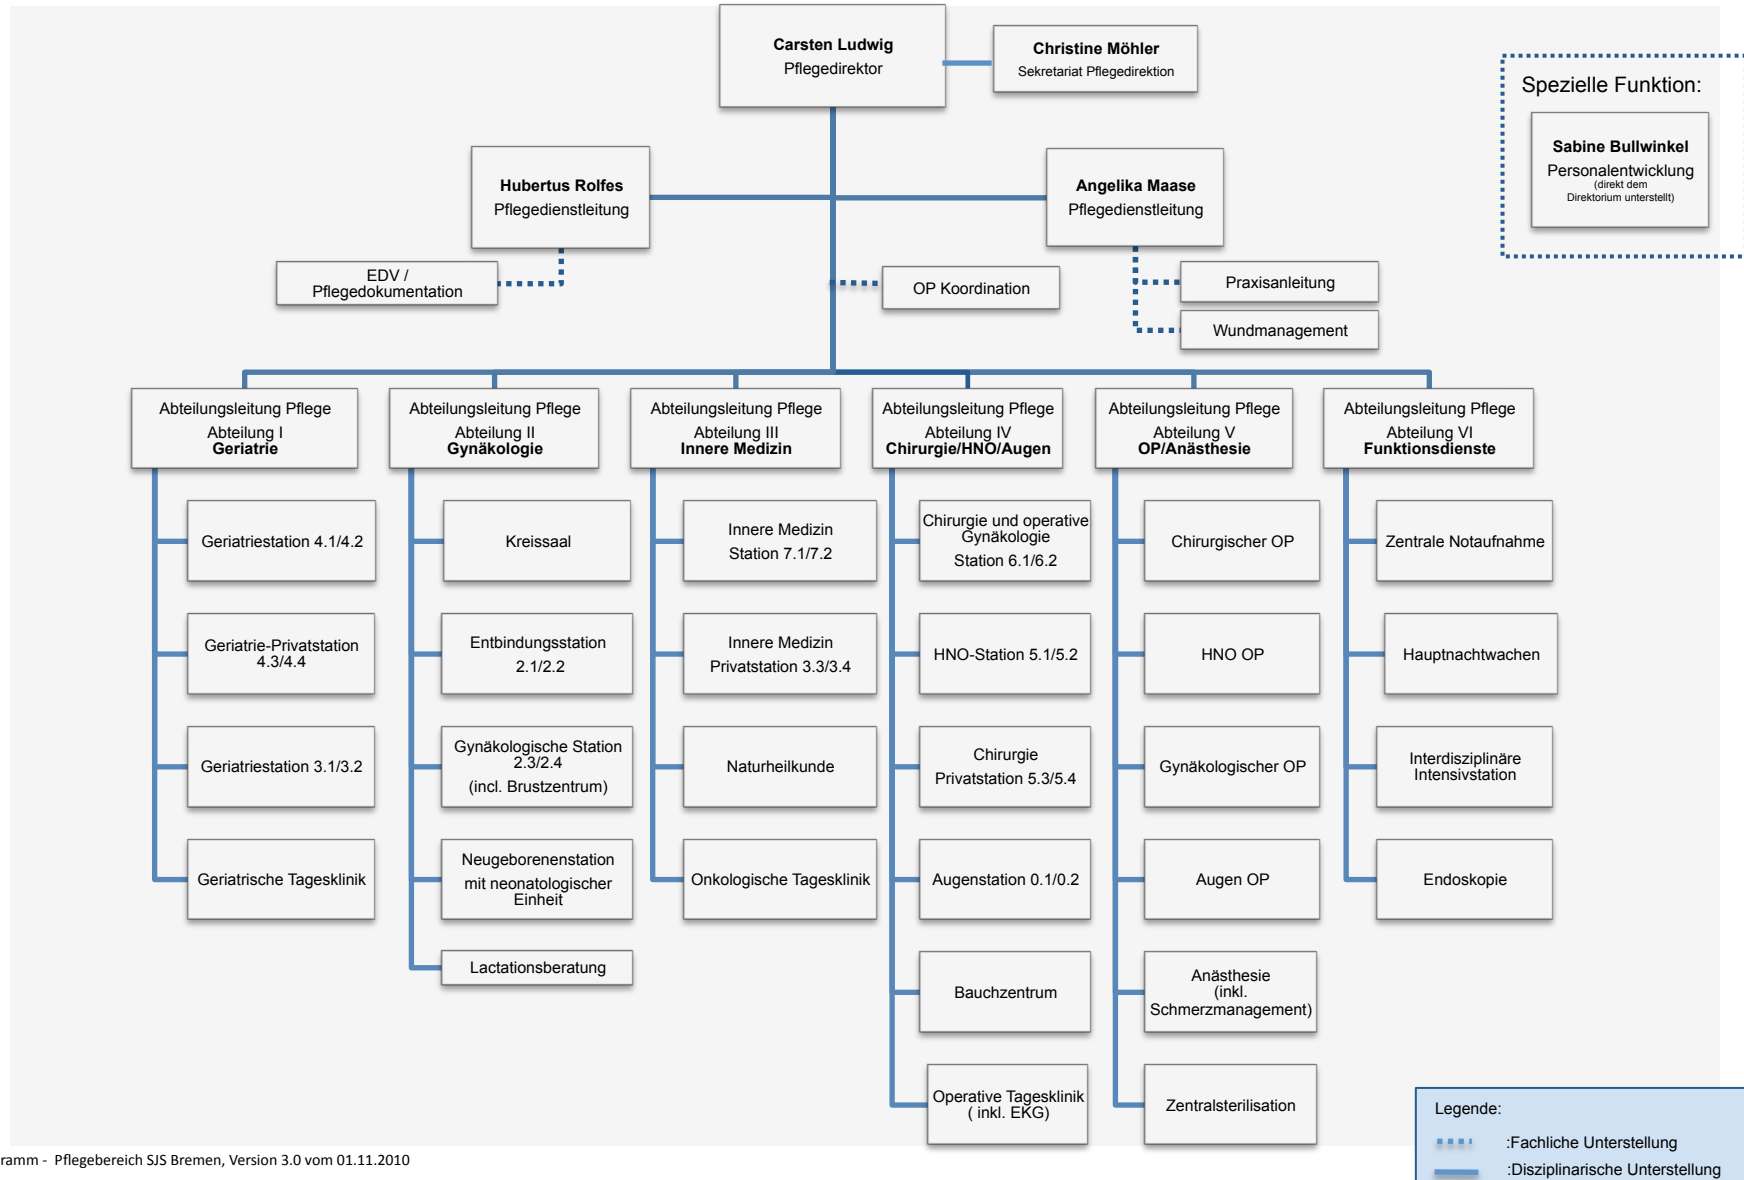 Carsten Ludwig
Pflegedirektor
Christine Möhler
Sekretariat Pflegedirektion
Spezielle Funktion:
Sabine Bullwinkel
Personalentwicklung
(direkt dem
Direktorium unterstellt)
Hubertus Rolfes
Pflegedienstleitung
Angelika Maase
Pflegedienstleitung
EDV /
Pflegedokumentation
OP Koordination
Praxisanleitung
Wundmanagement
Abteilungsleitung Pflege
Abteilung I
Geriatrie
Abteilungsleitung Pflege
Abteilung II
Gynäkologie
Abteilungsleitung Pflege
Abteilung III
Innere Medizin
Abteilungsleitung Pflege
Abteilung IV
Chirurgie/HNO/Augen
Abteilungsleitung Pflege
Abteilung V
OP/Anästhesie
Abteilungsleitung Pflege
Abteilung VI
Funktionsdienste
Geriatriestation 4.1/4.2
Kreissaal
Innere Medizin
Station 7.1/7.2
Chirurgie und operative
Gynäkologie
Station 6.1/6.2
Chirurgischer OP
Zentrale Notaufnahme
Geriatrie-Privatstation
4.3/4.4
Entbindungsstation
2.1/2.2
Innere Medizin
Privatstation 3.3/3.4
HNO-Station 5.1/5.2
HNO OP
Hauptnachtwachen
Geriatriestation 3.1/3.2
Gynäkologische Station
2.3/2.4
(incl. Brustzentrum)
Naturheilkunde
Chirurgie
Privatstation 5.3/5.4
Gynäkologischer OP
Interdisziplinäre
Intensivstation
Geriatrische Tagesklinik
Neugeborenenstation
mit neonatologischer
Einheit
Onkologische Tagesklinik
Augenstation 0.1/0.2
Augen OP
Endoskopie
Lactationsberatung
Bauchzentrum
Anästhesie
(inkl.
Schmerzmanagement)
Operative Tagesklinik
( inkl. EKG)
Zentralsterilisation
Legende:
:Fachliche Unterstellung
:Disziplinarische Unterstellung
ramm - Pflegebereich SJS Bremen, Version 3.0 vom 01.11.2010